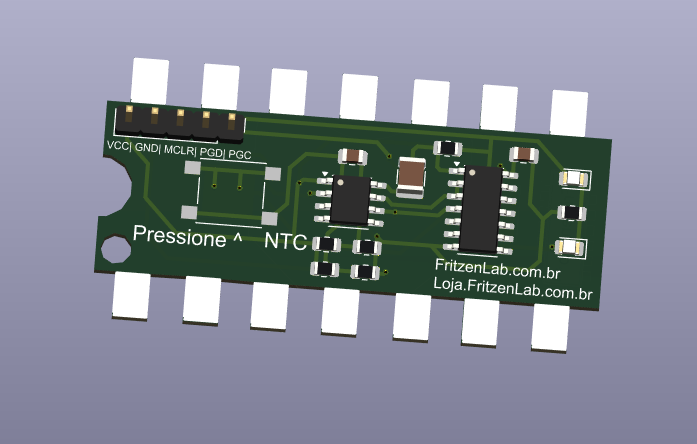 VCC| GND| MCLR| PGD| PGC
Pressione ^ NTC
FritzenLab.com.br
Loja.FritzenLab.com.br